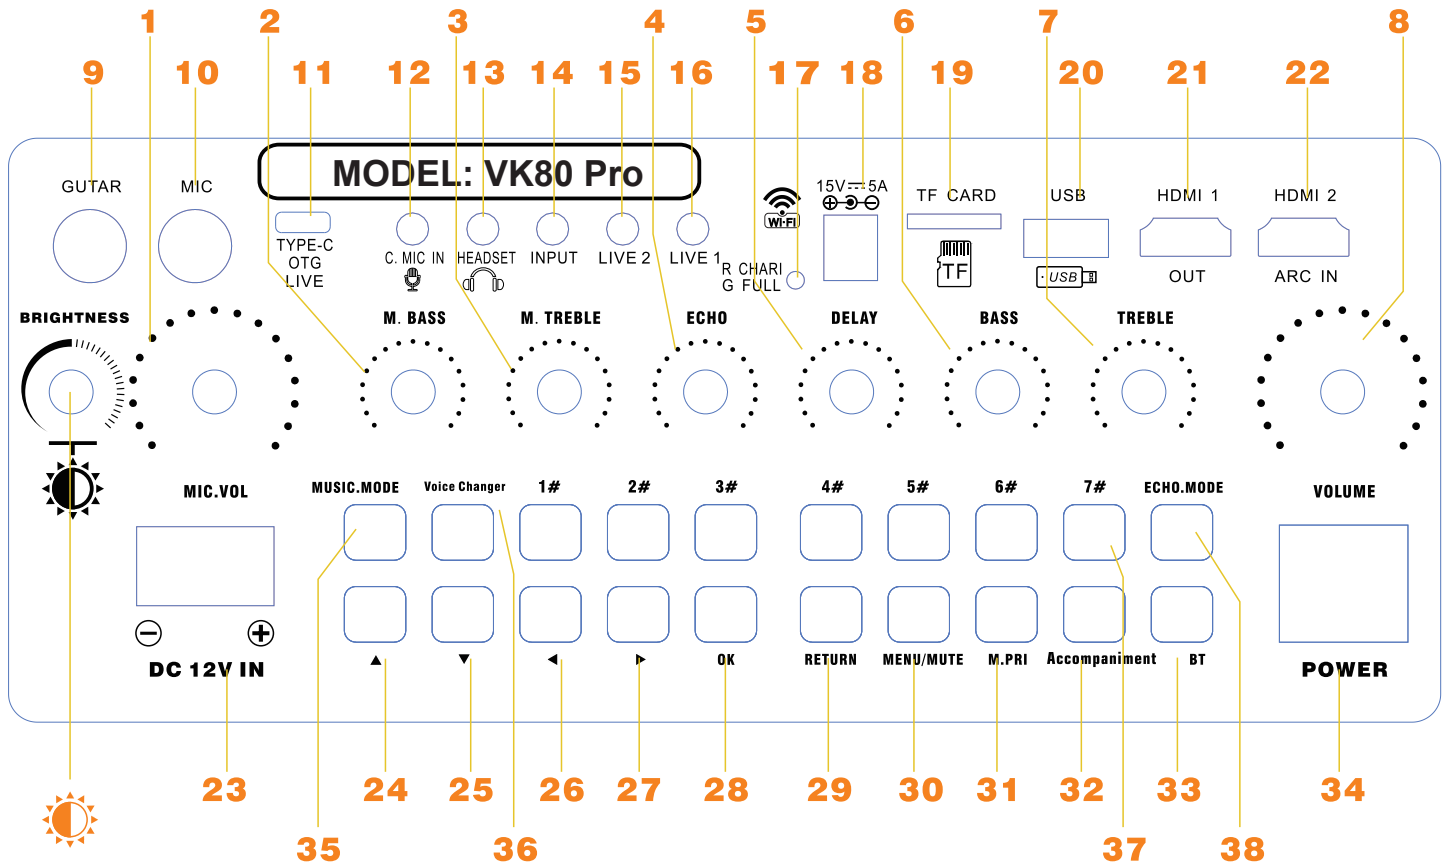 1 2 3 4 5 6 7 8
9 10 11 12 13 14 15 16 17 18 19 20 21 22
MODEL: VK80 Pro
GUTAR MIC
Wi-Fi
15V 5A
TF CARD USB HDMI 1 HDMI 2
TYPE-C
OTG
LIVE
C. MIC IN HEADSET INPUT LIVE 2 LIVE 1
R CHARI
G FULL
TF
USB
OUT ARC IN
BRIGHTNESS M. BASS M. TREBLE ECHO DELAY BASS TREBLE
MIC.VOL MUSIC.MODE Voice Changer 1# 2# 3# 4# 5# 6# 7# ECHO.MODE VOLUME
DC 12V IN OK RETURN MENU/MUTE M.PRI Accompaniment BT POWER
23 24 25 26 27 28 29 30 31 32 33 34
35 36 37 38